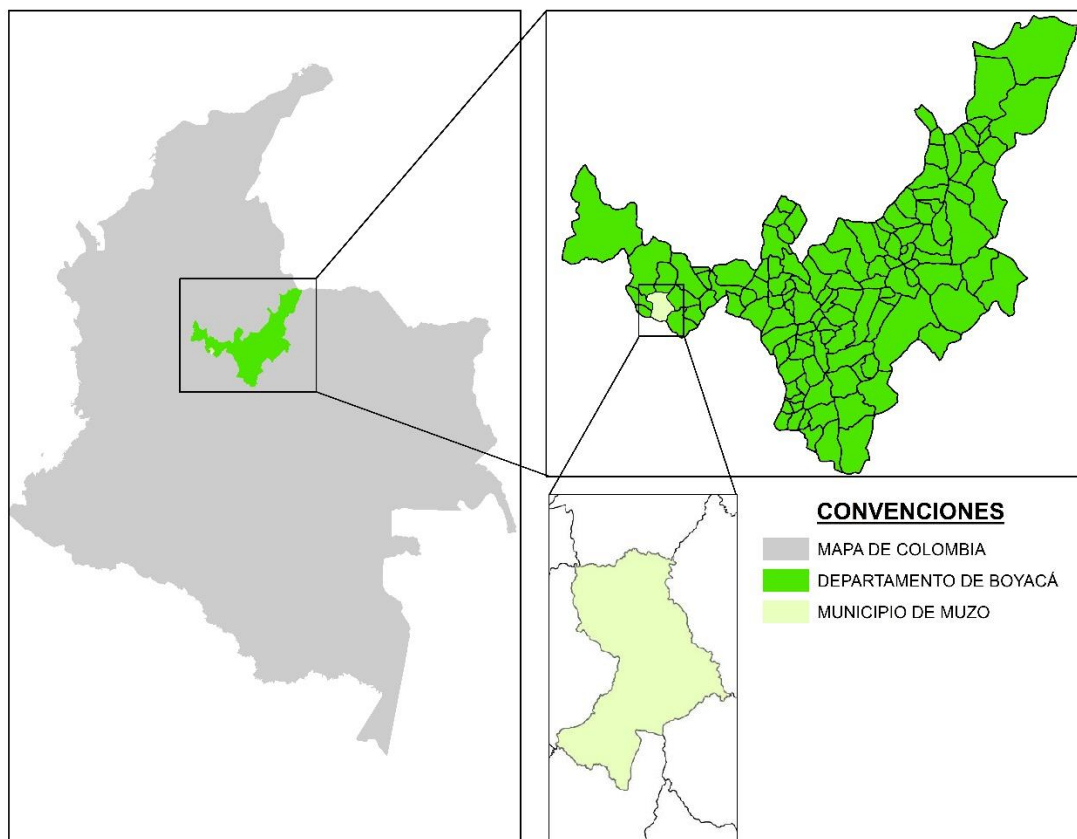 CONVENCIONES
MAPA DE COLOMBIA
DEPARTAMENTO DE BOYACÁ
MUNICIPIO DE MUZO